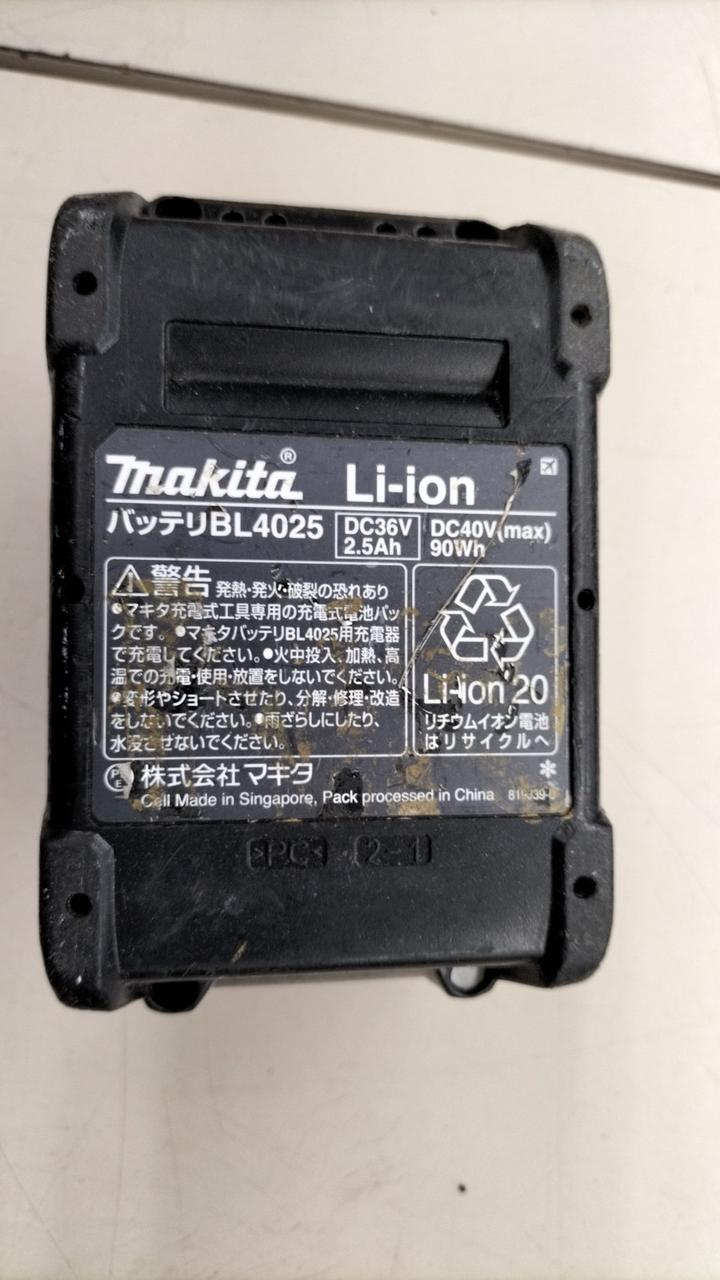 makita® Li-ion
バッテリBL4025 DC36V 2.5Ah DC40V(max) 90Wh
警告 発熱・発火・破裂の恐れあり
●マキタ充電式工具専用の充電式電池パッ
クです。●マキタバッテリBL4025用充電器
で充電してください。●火中投入、加熱、高
温での充電・使用・放置をしないでください。
●変形やショートさせたり、分解・修理・改造
をしないでください。●雨ざらしにしたり、
水没させないでください。
Li-ion 20
リチウムイオン電池
はリサイクルへ
PS
E
株式会社マキタ *
Cell Made in Singapore, Pack processed in China
>PC<